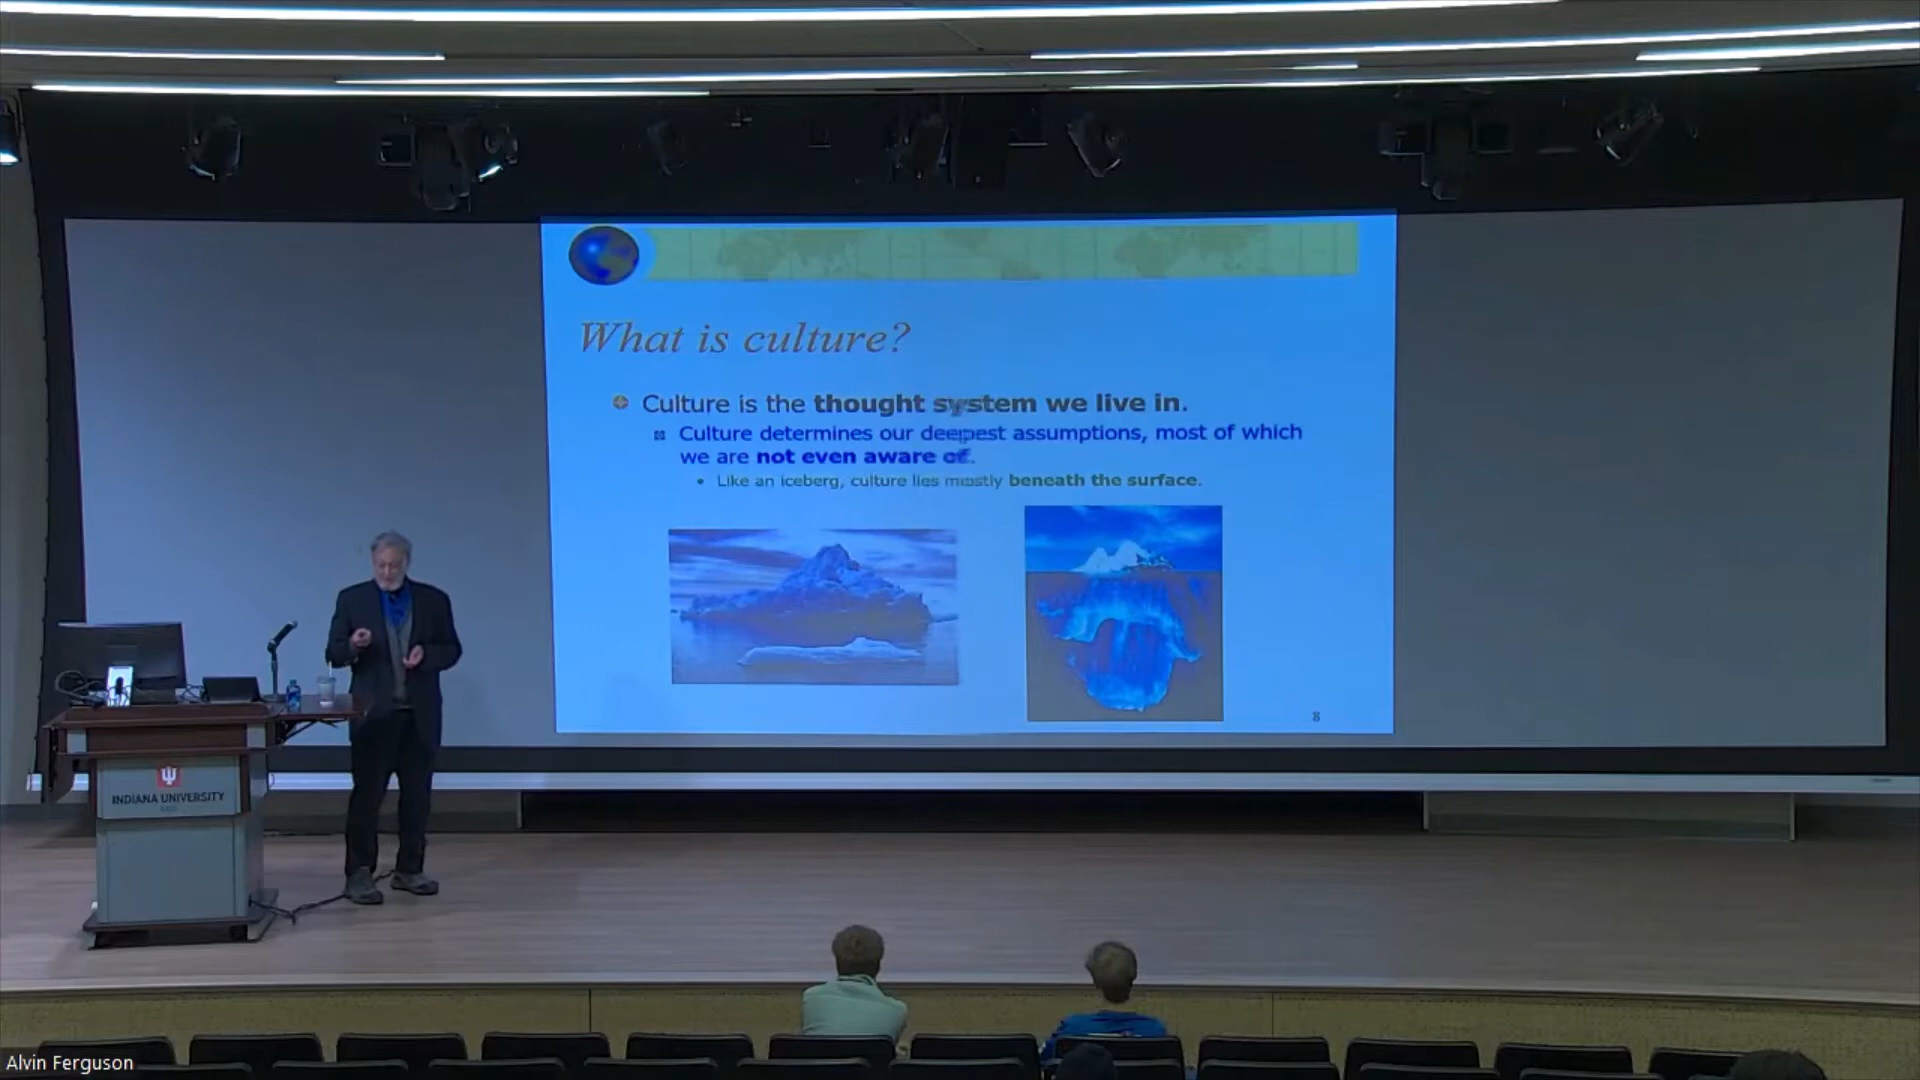 What is culture?
Culture is the thought system we live in.
Culture determines our deepest assumptions, most of which
we are not even aware of.
Like an iceberg, culture lies mostly beneath the surface.
8
INDIANA UNIVERSITY
Alvin Ferguson